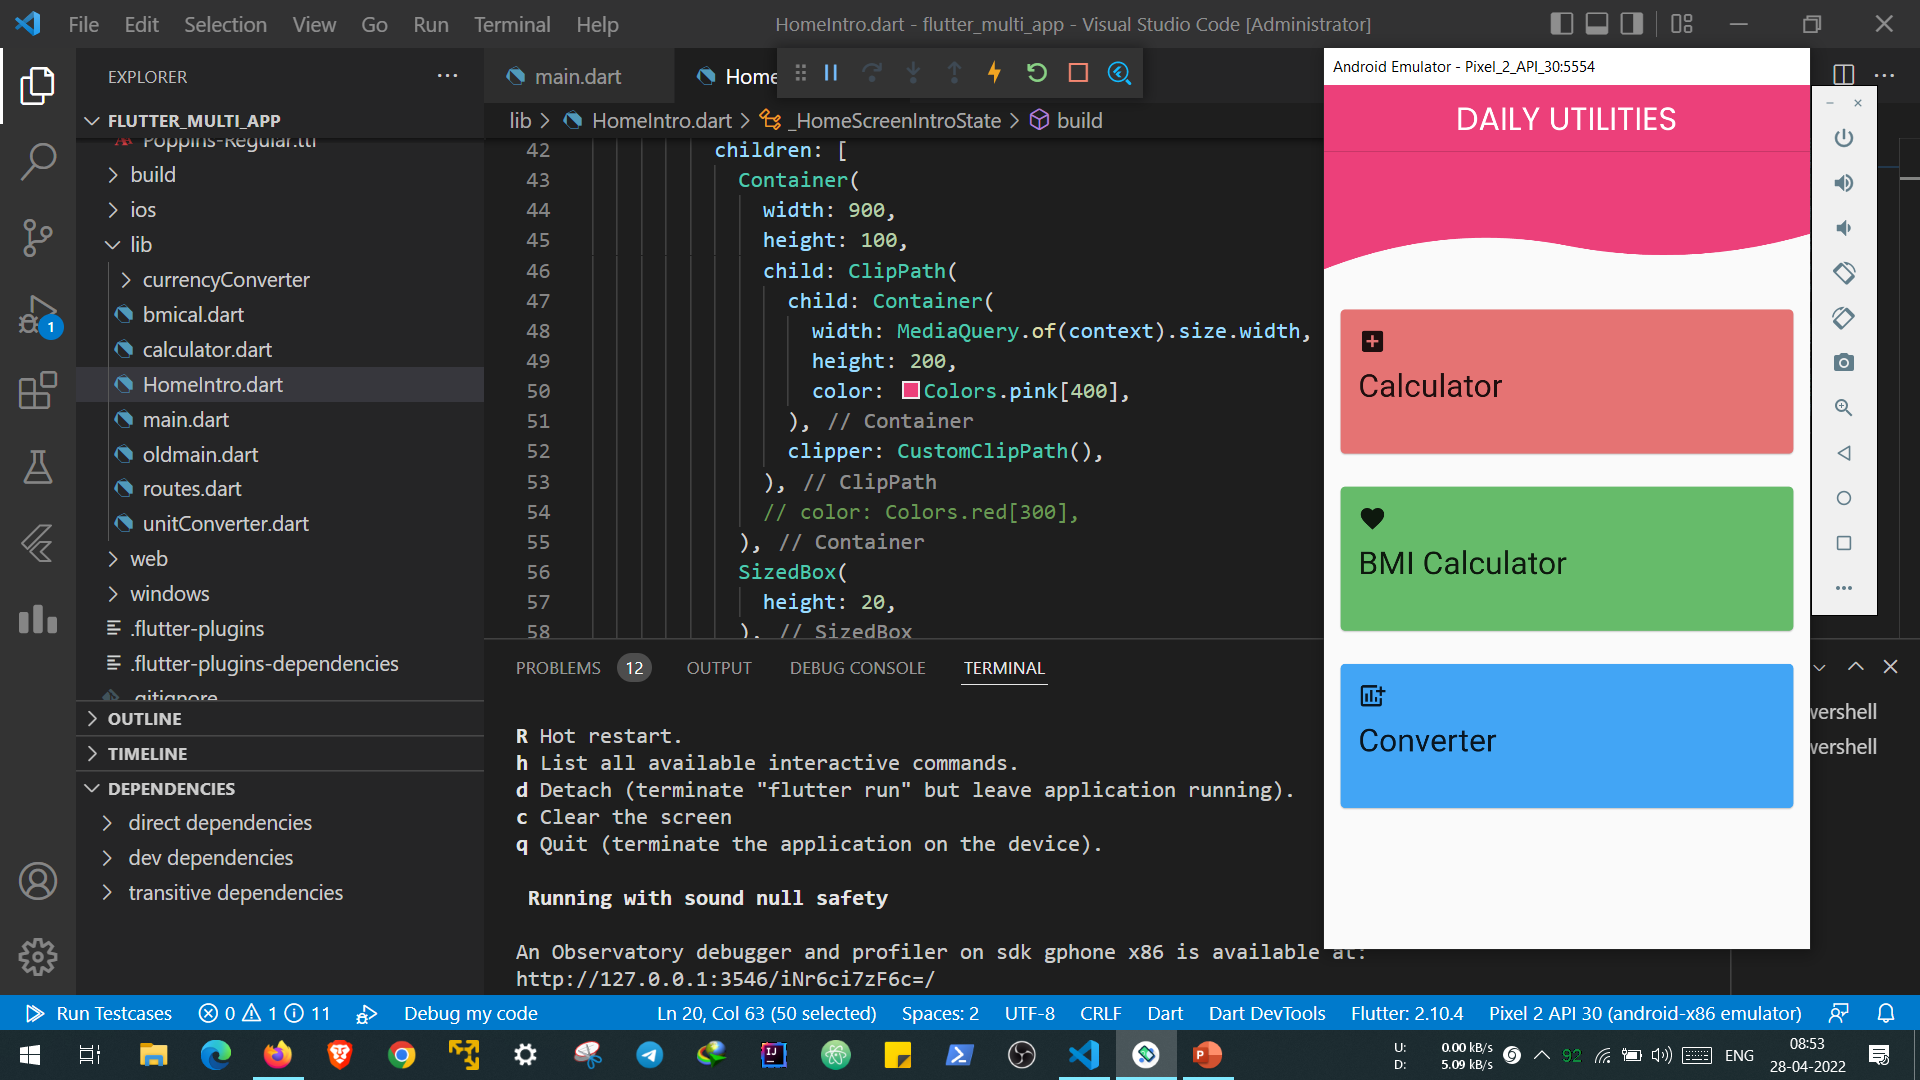 File Edit Selection View Go Run Terminal Help
HomeIntro.dart - flutter_multi_app - Visual Studio Code [Administrator]
EXPLORER
FLUTTER_MULTI_APP
Poppins-Regular.ttf
build
ios
lib
currencyConverter
bmical.dart
calculator.dart
HomeIntro.dart
main.dart
oldmain.dart
routes.dart
unitConverter.dart
web
windows
.flutter-plugins
.flutter-plugins-dependencies
.gitignore
OUTLINE
TIMELINE
DEPENDENCIES
direct dependencies
dev dependencies
transitive dependencies
1
main.dart
Home
lib > HomeIntro.dart > _HomeScreenIntroState > build
42 children: [
43 Container(
44 width: 900,
45 height: 100,
46 child: ClipPath(
47 child: Container(
48 width: MediaQuery.of(context).size.width,
49 height: 200,
50 color: Colors.pink[400],
51 ), // Container
52 clipper: CustomClipPath(),
53 ), // ClipPath
54 // color: Colors.red[300],
55 ), // Container
56 SizedBox(
57 height: 20,
58 ), // SizedBox
PROBLEMS 12 OUTPUT DEBUG CONSOLE TERMINAL
R Hot restart.
h List all available interactive commands.
d Detach (terminate "flutter run" but leave application running).
c Clear the screen
q Quit (terminate the application on the device).
Running with sound null safety
An Observatory debugger and profiler on sdk gphone x86 is available at:
http://127.0.0.1:3546/iNr6ci7zF6c=/
wershell
wershell
Android Emulator - Pixel_2_API_30:5554
DAILY UTILITIES
Calculator
BMI Calculator
Converter
Run Testcases 0 1 11 Debug my code Ln 20, Col 63 (50 selected) Spaces: 2 UTF-8 CRLF Dart Dart DevTools Flutter: 2.10.4 Pixel 2 API 30 (android-x86 emulator)
U: 0.00 kB/s
D: 5.09 kB/s
92
ENG
08:53
28-04-2022